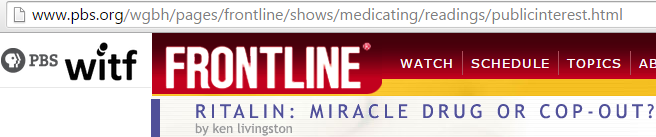 www.pbs.org/wgbh/pages/frontline/shows/medicating/readings/publicinterest.html
PBS witf FRONTLINE®
WATCH SCHEDULE TOPICS AB
RITALIN: MIRACLE DRUG OR COP-OUT?
by ken livingston